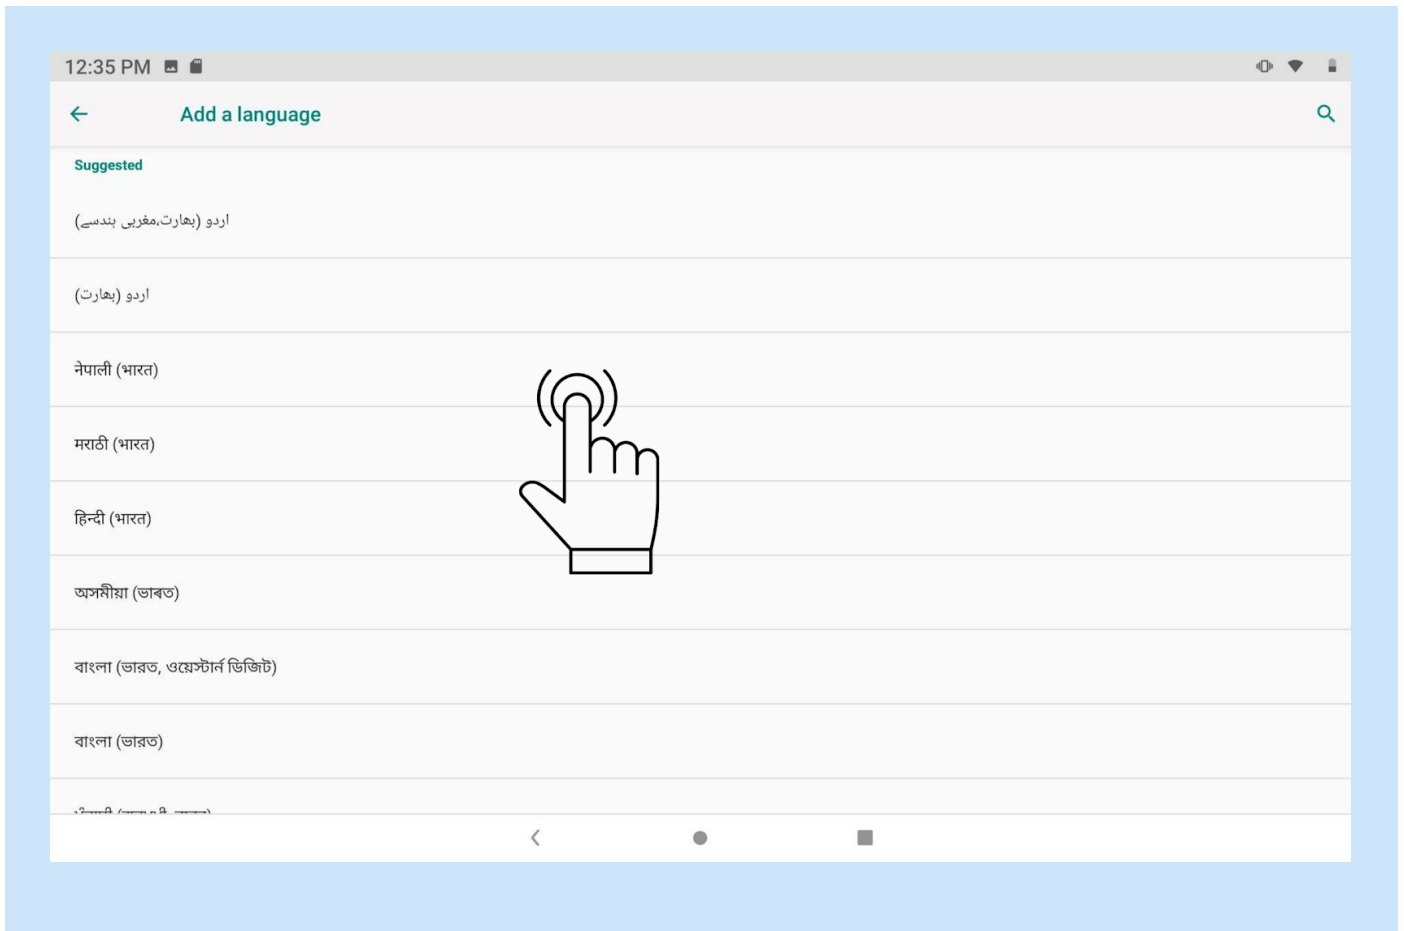 12:35 PM
Add a language
Suggested
اردو (بھارت،مغربی ہندسے)
اردو (بھارت)
नेपाली (भारत)
मराठी (भारत)
हिन्दी (भारत)
অসমীয়া (ভাৰত)
বাংলা (ভারত, ওয়েস্টার্ন ডিজিট)
বাংলা (ভারত)